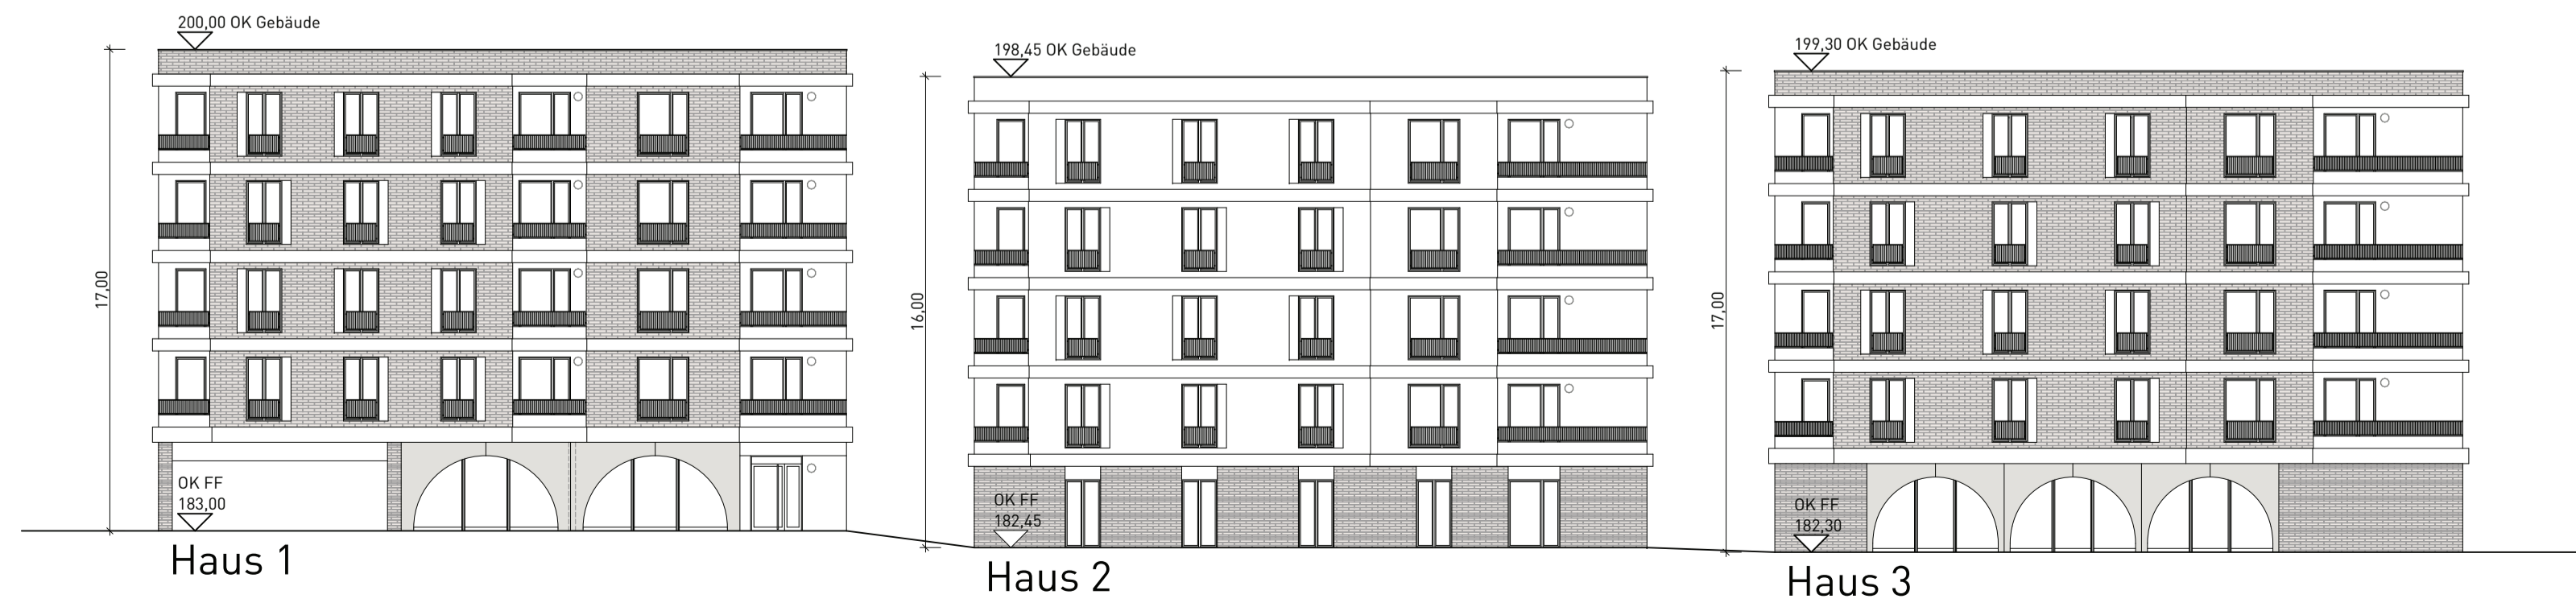 200,00 OK Gebäude
17,00
OK FF
183,00
Haus 1
198,45 OK Gebäude
16,00
OK FF
182,45
Haus 2
199,30 OK Gebäude
17,00
OK FF
182,30
Haus 3